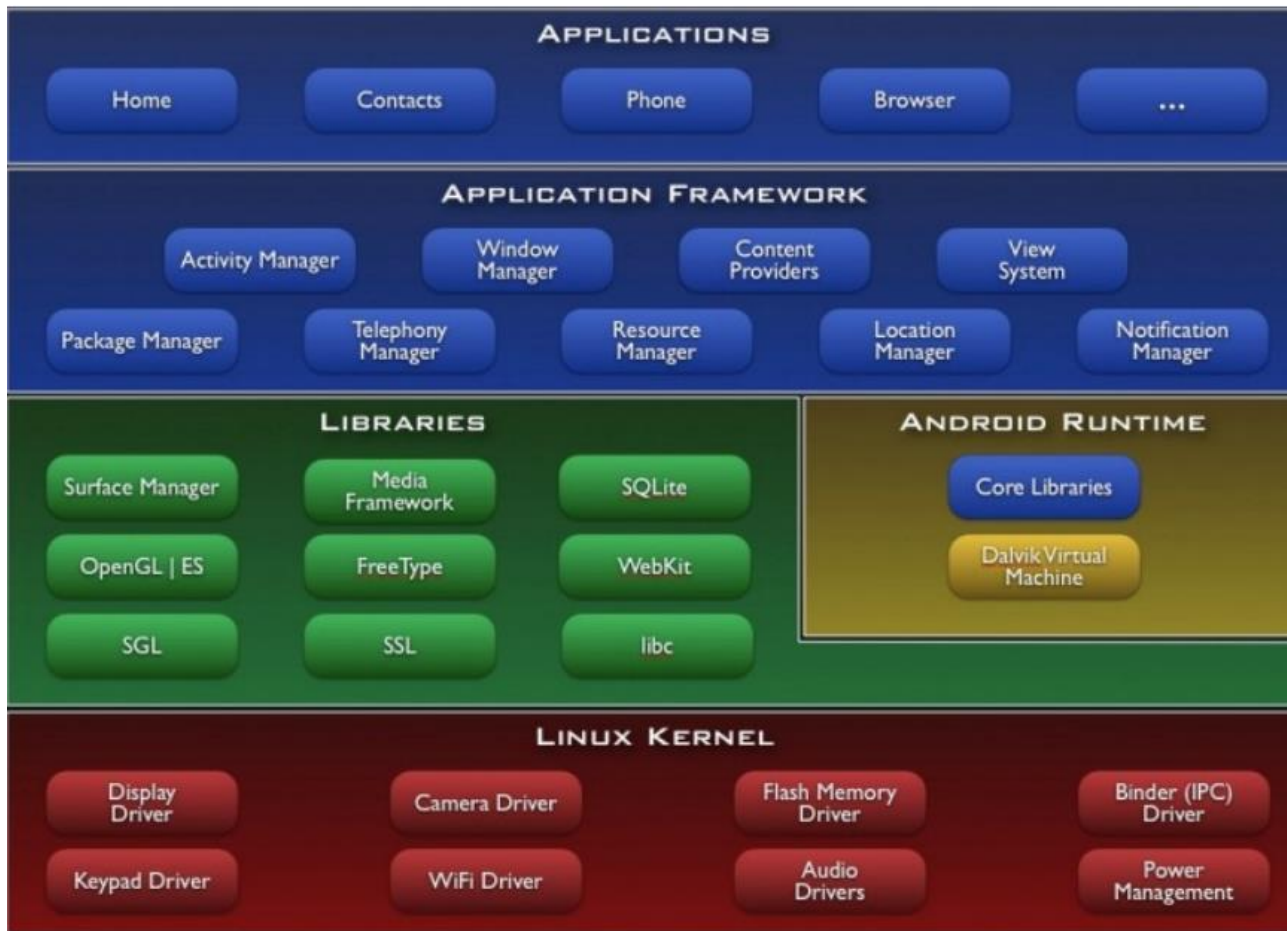 APPLICATIONS
Home
Contacts
Phone
Browser
...
APPLICATION FRAMEWORK
Activity Manager
Window
Manager
Content
Providers
View
System
Package Manager
Telephony
Manager
Resource
Manager
Location
Manager
Notification
Manager
LIBRARIES
Surface Manager
Media
Framework
SQLite
OpenGL | ES
FreeType
WebKit
SGL
SSL
libc
ANDROID RUNTIME
Core Libraries
Dalvik Virtual
Machine
LINUX KERNEL
Display
Driver
Camera Driver
Flash Memory
Driver
Binder (IPC)
Driver
Keypad Driver
WiFi Driver
Audio
Drivers
Power
Management